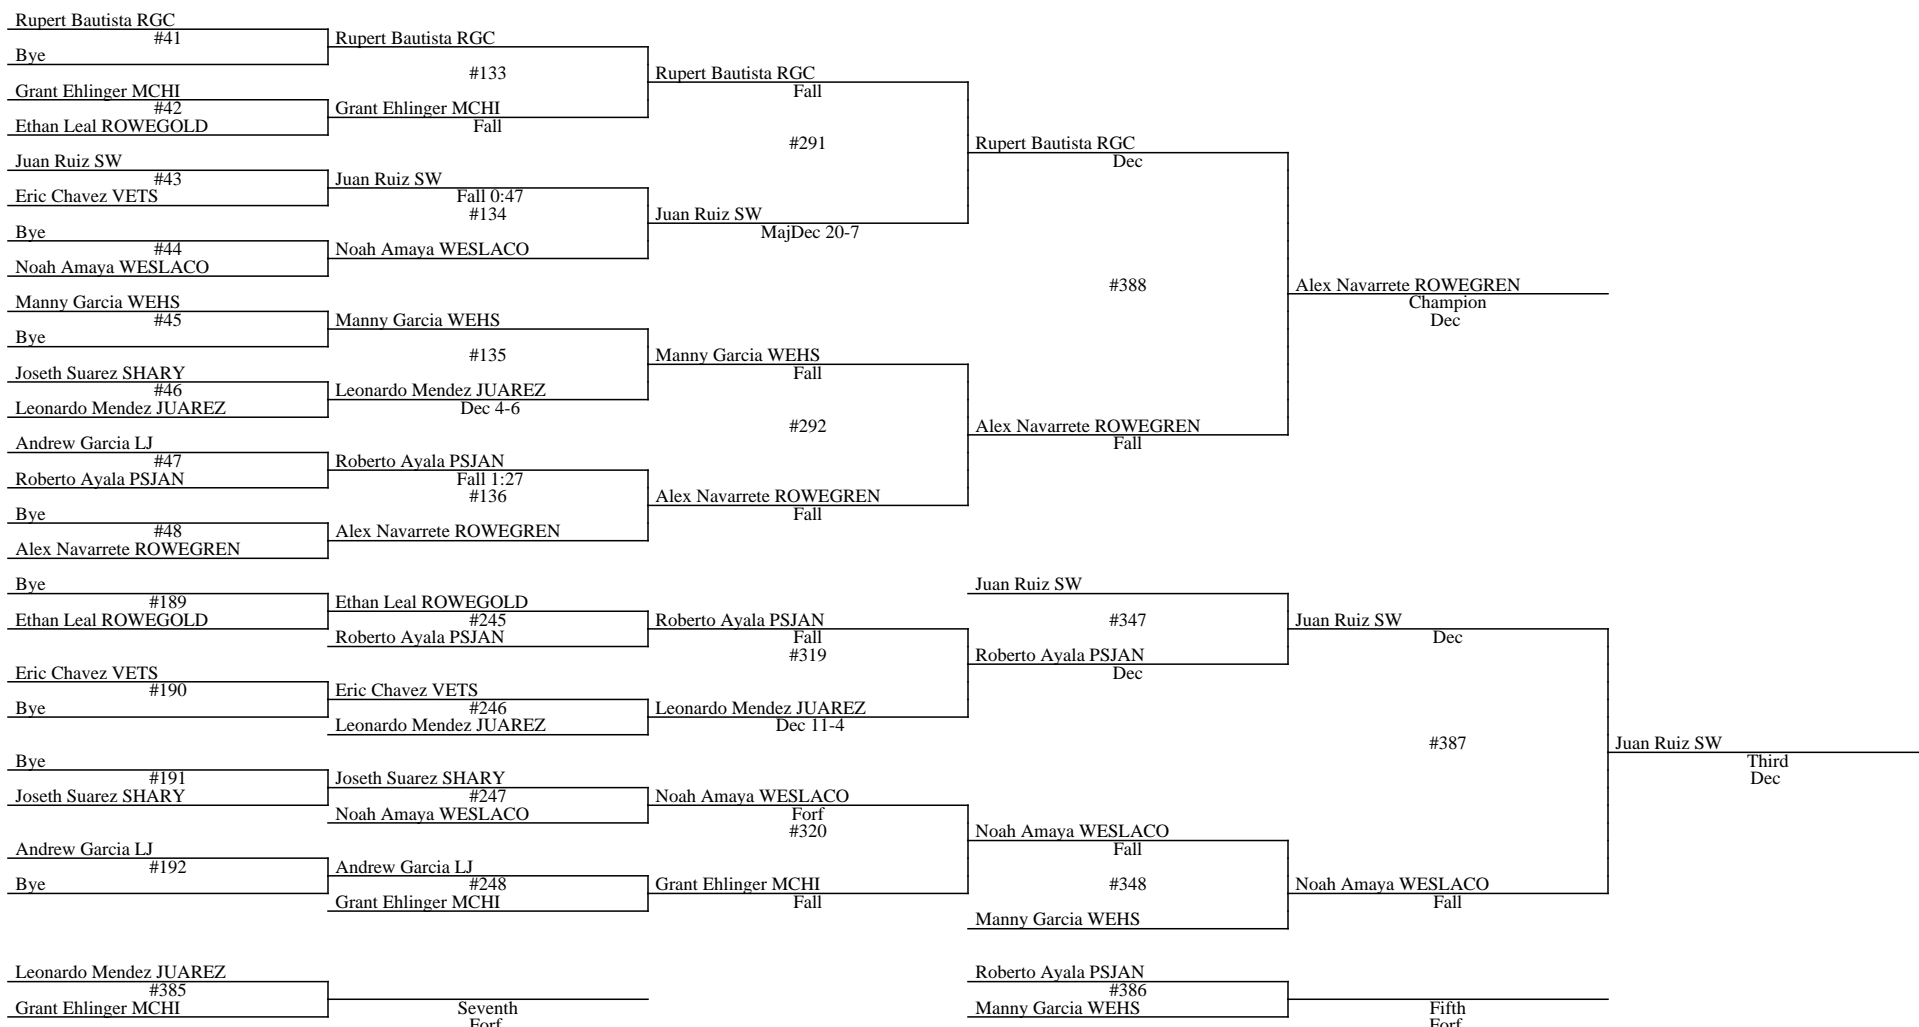 Rupert Bautista RGC
#41
Bye
Rupert Bautista RGC
#133
Grant Ehlinger MCHI
#42
Ethan Leal ROWEGOLD
Grant Ehlinger MCHI
Fall
Rupert Bautista RGC
Fall
#291
Juan Ruiz SW
#43
Eric Chavez VETS
Juan Ruiz SW
Fall 0:47
#134
Bye
#44
Noah Amaya WESLACO
Noah Amaya WESLACO
Juan Ruiz SW
MajDec 20-7
Rupert Bautista RGC
Dec
#388
Manny Garcia WEHS
#45
Bye
Manny Garcia WEHS
#135
Joseth Suarez SHARY
#46
Leonardo Mendez JUAREZ
Leonardo Mendez JUAREZ
Dec 4-6
Manny Garcia WEHS
Fall
#292
Andrew Garcia LJ
#47
Roberto Ayala PSJAN
Roberto Ayala PSJAN
Fall 1:27
#136
Bye
#48
Alex Navarrete ROWEGREN
Alex Navarrete ROWEGREN
Alex Navarrete ROWEGREN
Fall
Alex Navarrete ROWEGREN
Fall
Alex Navarrete ROWEGREN
Champion
Dec
Bye
#189
Ethan Leal ROWEGOLD
Ethan Leal ROWEGOLD
#245
Roberto Ayala PSJAN
Roberto Ayala PSJAN
Fall
#319
Eric Chavez VETS
#190
Bye
Eric Chavez VETS
#246
Leonardo Mendez JUAREZ
Leonardo Mendez JUAREZ
Dec 11-4
Juan Ruiz SW
#347
Roberto Ayala PSJAN
Dec
Juan Ruiz SW
Dec
#387
Bye
#191
Joseth Suarez SHARY
Joseth Suarez SHARY
#247
Noah Amaya WESLACO
Noah Amaya WESLACO
Forf
#320
Andrew Garcia LJ
#192
Bye
Andrew Garcia LJ
#248
Grant Ehlinger MCHI
Grant Ehlinger MCHI
Fall
Noah Amaya WESLACO
Fall
#348
Manny Garcia WEHS
Noah Amaya WESLACO
Fall
Juan Ruiz SW
Third
Dec
Leonardo Mendez JUAREZ
#385
Grant Ehlinger MCHI
Seventh
Forf
Roberto Ayala PSJAN
#386
Manny Garcia WEHS
Fifth
Forf